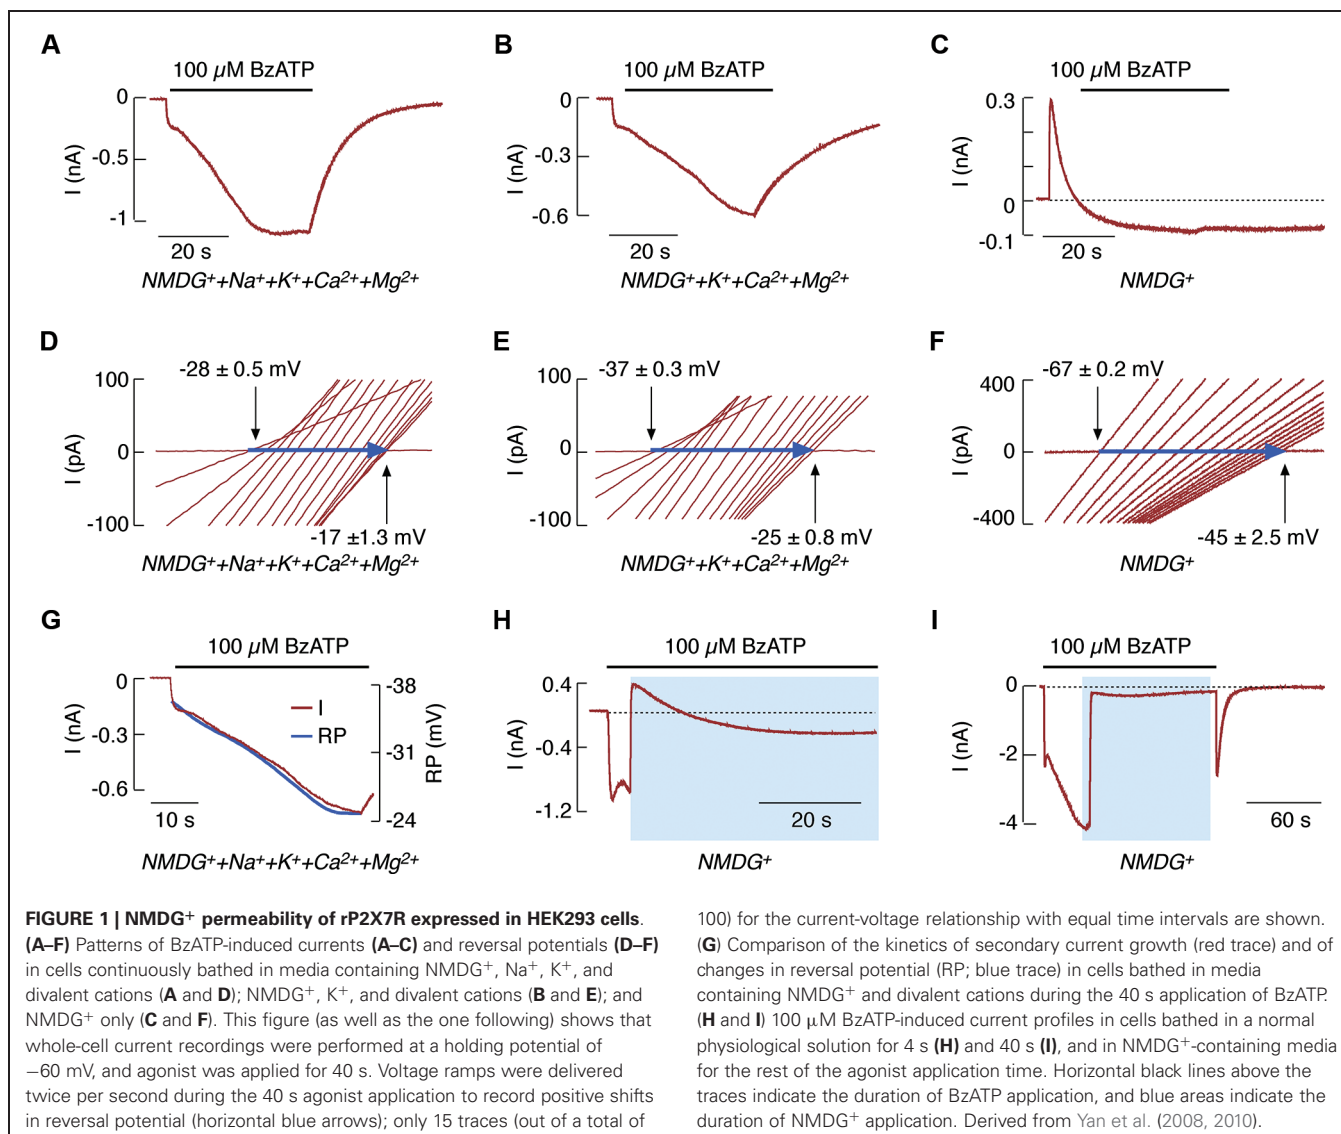 A
100 µM BzATP
0
-0.5
-1
I (nA)
20 s
NMDG⁺+Na⁺+K⁺+Ca²⁺+Mg²⁺
B
100 µM BzATP
0
-0.3
-0.6
I (nA)
20 s
NMDG⁺+K⁺+Ca²⁺+Mg²⁺
C
100 µM BzATP
0.3
0
-0.1
I (nA)
20 s
NMDG⁺
D
-28 ± 0.5 mV
100
0
-100
I (pA)
-17 ±1.3 mV
NMDG⁺+Na⁺+K⁺+Ca²⁺+Mg²⁺
E
-37 ± 0.3 mV
100
0
-100
I (pA)
-25 ± 0.8 mV
NMDG⁺+K⁺+Ca²⁺+Mg²⁺
F
-67 ± 0.2 mV
400
0
-400
I (pA)
-45 ± 2.5 mV
NMDG⁺
G
100 µM BzATP
0
-0.3
-0.6
I (nA)
I
RP
-38
-31
-24
RP (mV)
10 s
NMDG⁺+Na⁺+K⁺+Ca²⁺+Mg²⁺
H
100 µM BzATP
0.4
-0.4
-1.2
I (nA)
20 s
NMDG⁺
I
100 µM BzATP
0
-2
-4
I (nA)
60 s
NMDG⁺
FIGURE 1 | NMDG⁺ permeability of rP2X7R expressed in HEK293 cells.
(A–F) Patterns of BzATP-induced currents (A–C) and reversal potentials (D–F)
in cells continuously bathed in media containing NMDG⁺, Na⁺, K⁺, and
divalent cations (A and D); NMDG⁺, K⁺, and divalent cations (B and E); and
NMDG⁺ only (C and F). This figure (as well as the one following) shows that
whole-cell current recordings were performed at a holding potential of
−60 mV, and agonist was applied for 40 s. Voltage ramps were delivered
twice per second during the 40 s agonist application to record positive shifts
in reversal potential (horizontal blue arrows); only 15 traces (out of a total of
100) for the current-voltage relationship with equal time intervals are shown.
(G) Comparison of the kinetics of secondary current growth (red trace) and of
changes in reversal potential (RP; blue trace) in cells bathed in media
containing NMDG⁺ and divalent cations during the 40 s application of BzATP.
(H and I) 100 µM BzATP-induced current profiles in cells bathed in a normal
physiological solution for 4 s (H) and 40 s (I), and in NMDG⁺-containing media
for the rest of the agonist application time. Horizontal black lines above the
traces indicate the duration of BzATP application, and blue areas indicate the
duration of NMDG⁺ application. Derived from Yan et al. (2008, 2010).